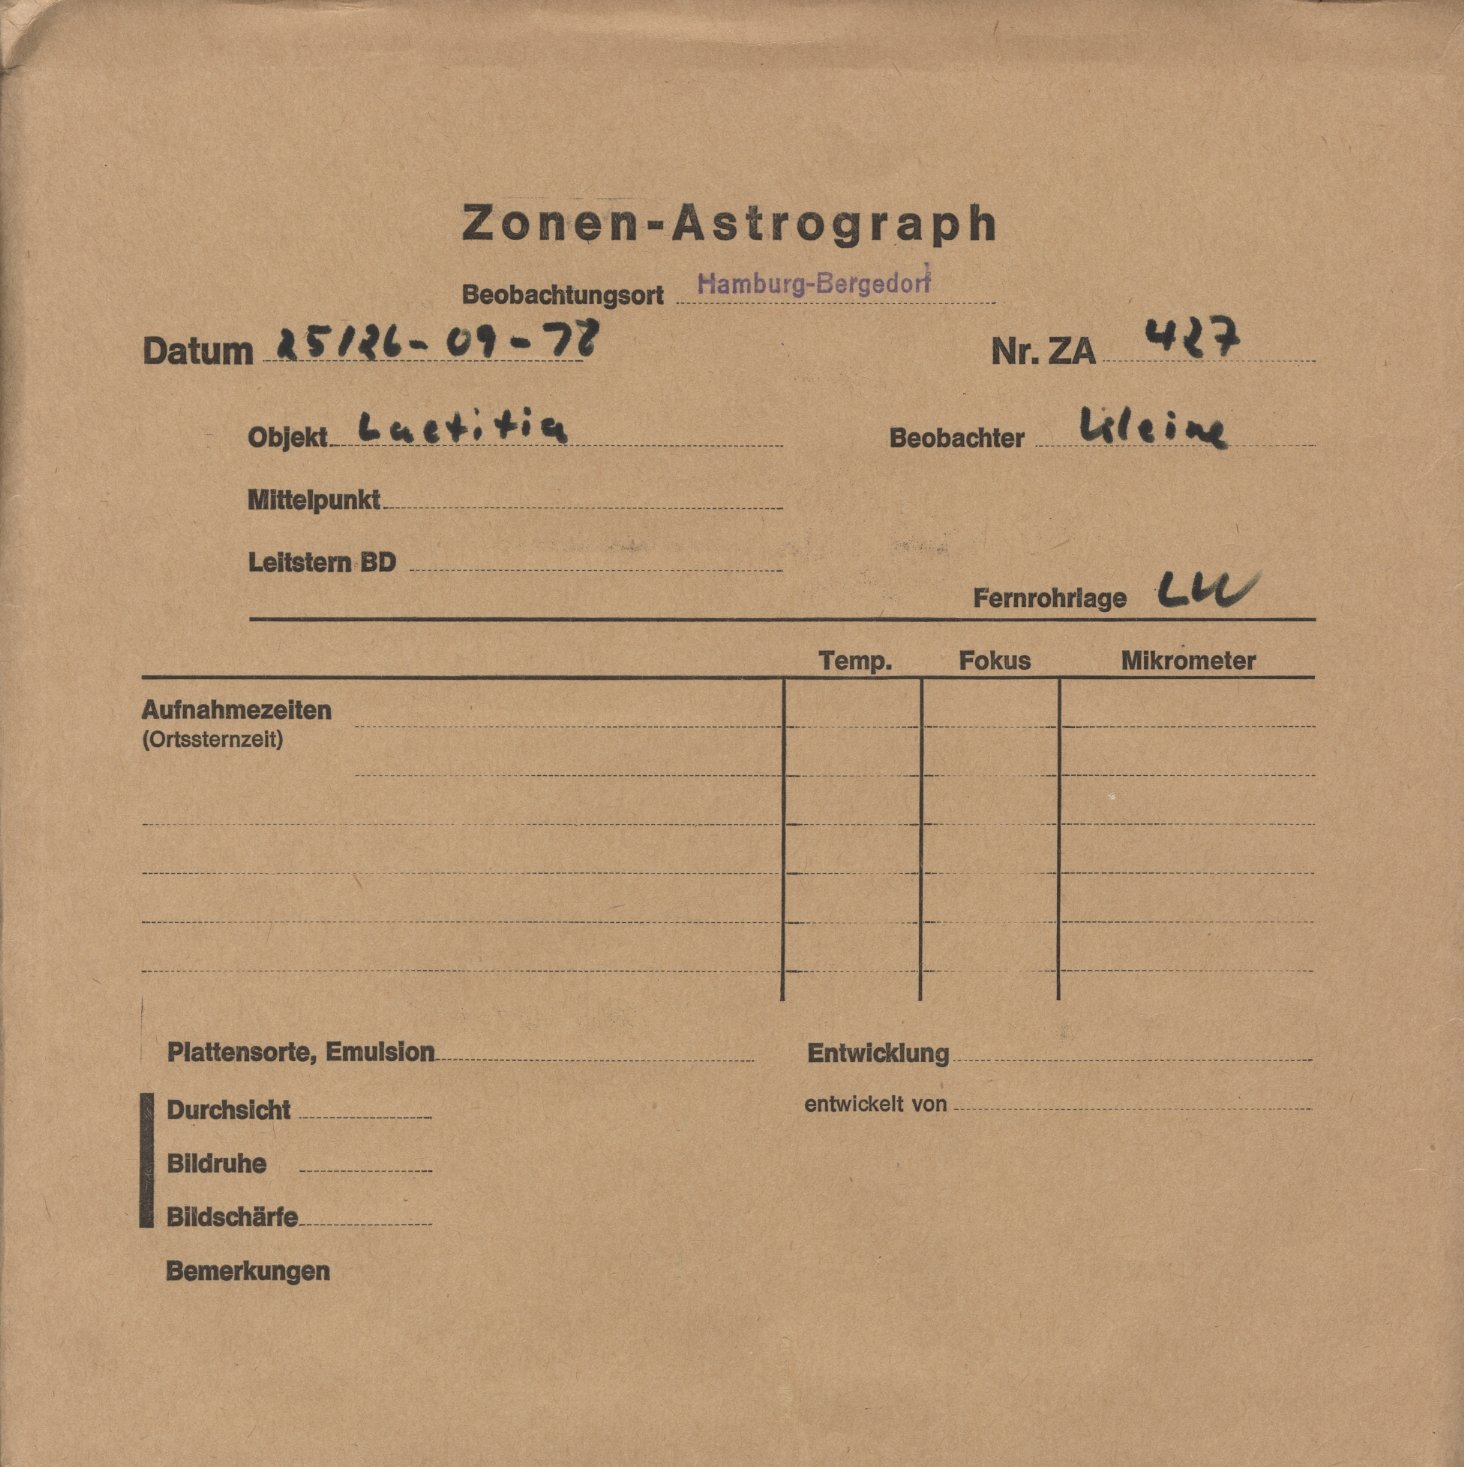 Zonen-Astrograph
Beobachtungsort Hamburg-Bergedorf
Datum 25/26-09-78 Nr. ZA 427
Objekt Laetitia Beobachter Kleine
Mittelpunkt
Leitstern BD
Fernrohrlage LW
Temp. Fokus Mikrometer
Aufnahmezeiten
(Ortssternzeit)
Plattensorte, Emulsion Entwicklung
Durchsicht entwickelt von
Bildruhe
Bildschärfe
Bemerkungen